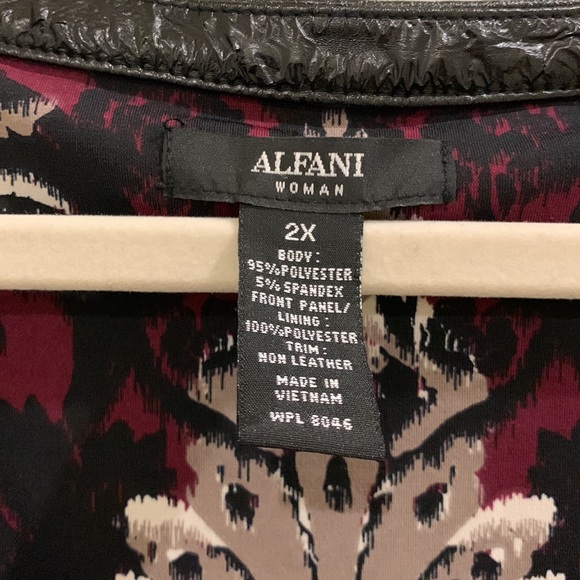 ALFANI
WOMAN
2X
BODY:
95%POLYESTER
5% SPANDEX
FRONT PANEL/
LINING:
100%POLYESTER
TRIM:
NON LEATHER
MADE IN
VIETNAM
WPL 8046